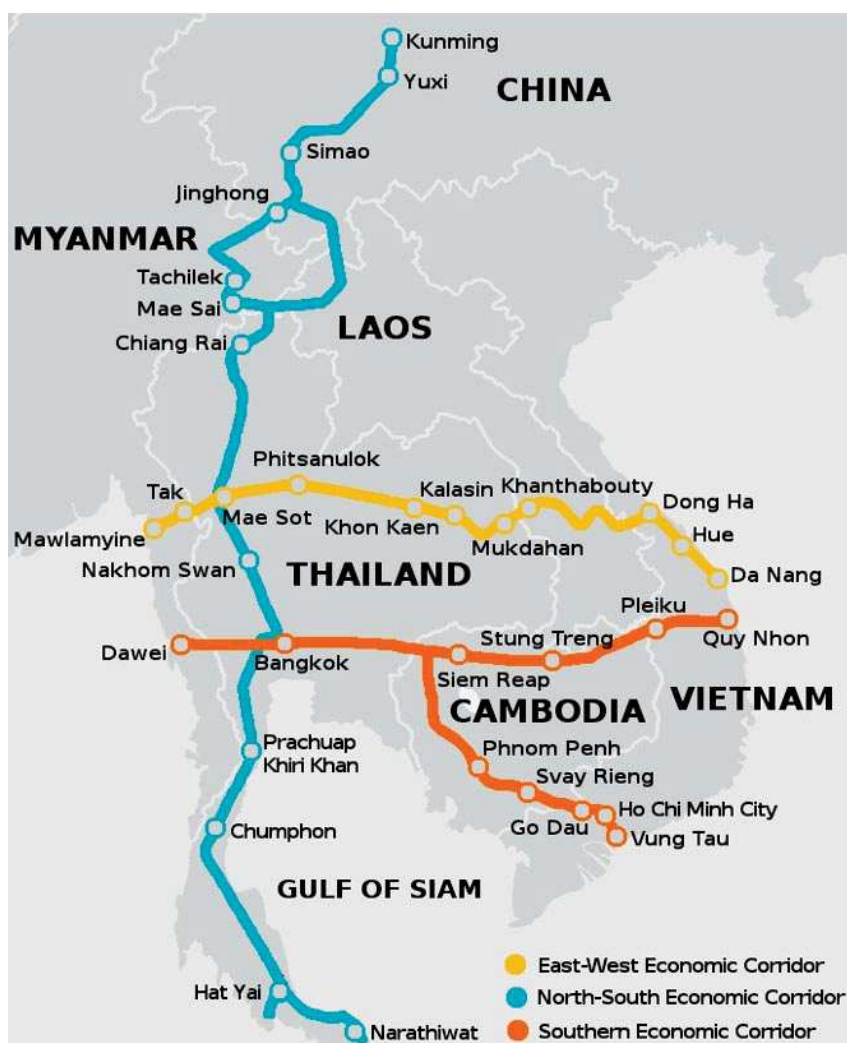 Kunming
Yuxi
CHINA
Simao
Jinghong
MYANMAR
Tachilek
Mae Sai
LAOS
Chiang Rai
Phitsanulok
Tak
Kalasin
Khanthabouty
Dong Ha
Mae Sot
Khon Kaen
Mawlamyine
Mukdahan
Hue
Nakhom Swan
THAILAND
Da Nang
Pleiku
Dawei
Bangkok
Stung Treng
Quy Nhon
Siem Reap
VIETNAM
CAMBODIA
Prachuap
Khiri Khan
Phnom Penh
Svay Rieng
Ho Chi Minh City
Go Dau
Chumphon
Vung Tau
GULF OF SIAM
East-West Economic Corridor
Hat Yai
North-South Economic Corridor
Narathiwat
Southern Economic Corridor